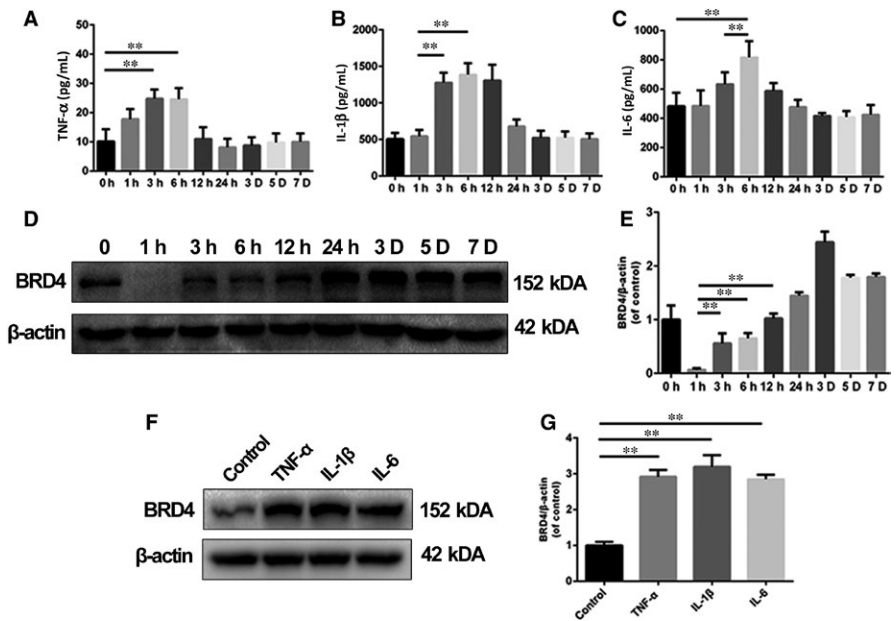 A
TNF-α (pg/mL)
50
40
30
20
10
0
** 
**
0 h 1 h 3 h 6 h 12 h 24 h 3 D 5 D 7 D
B
IL-1β (pg/mL)
2000
1500
1000
500
0
**
**
0 h 1 h 3 h 6 h 12 h 24 h 3 D 5 D 7 D
C
IL-6 (pg/mL)
1000
800
600
400
200
0
**
**
0 h 1 h 3 h 6 h 12 h 24 h 3 D 5 D 7 D
D
0 1 h 3 h 6 h 12 h 24 h 3 D 5 D 7 D
BRD4 152 kDA
β-actin 42 kDA
E
BRD4/β-actin
(of control)
3
2
1
0
**
**
**
0 h 1 h 3 h 6 h 12 h 24 h 3 D 5 D 7 D
F
Control TNF-α IL-1β IL-6
BRD4 152 kDA
β-actin 42 kDA
G
BRD4/β-actin
(of control)
4
3
2
1
0
**
**
**
Control TNF-α IL-1β IL-6